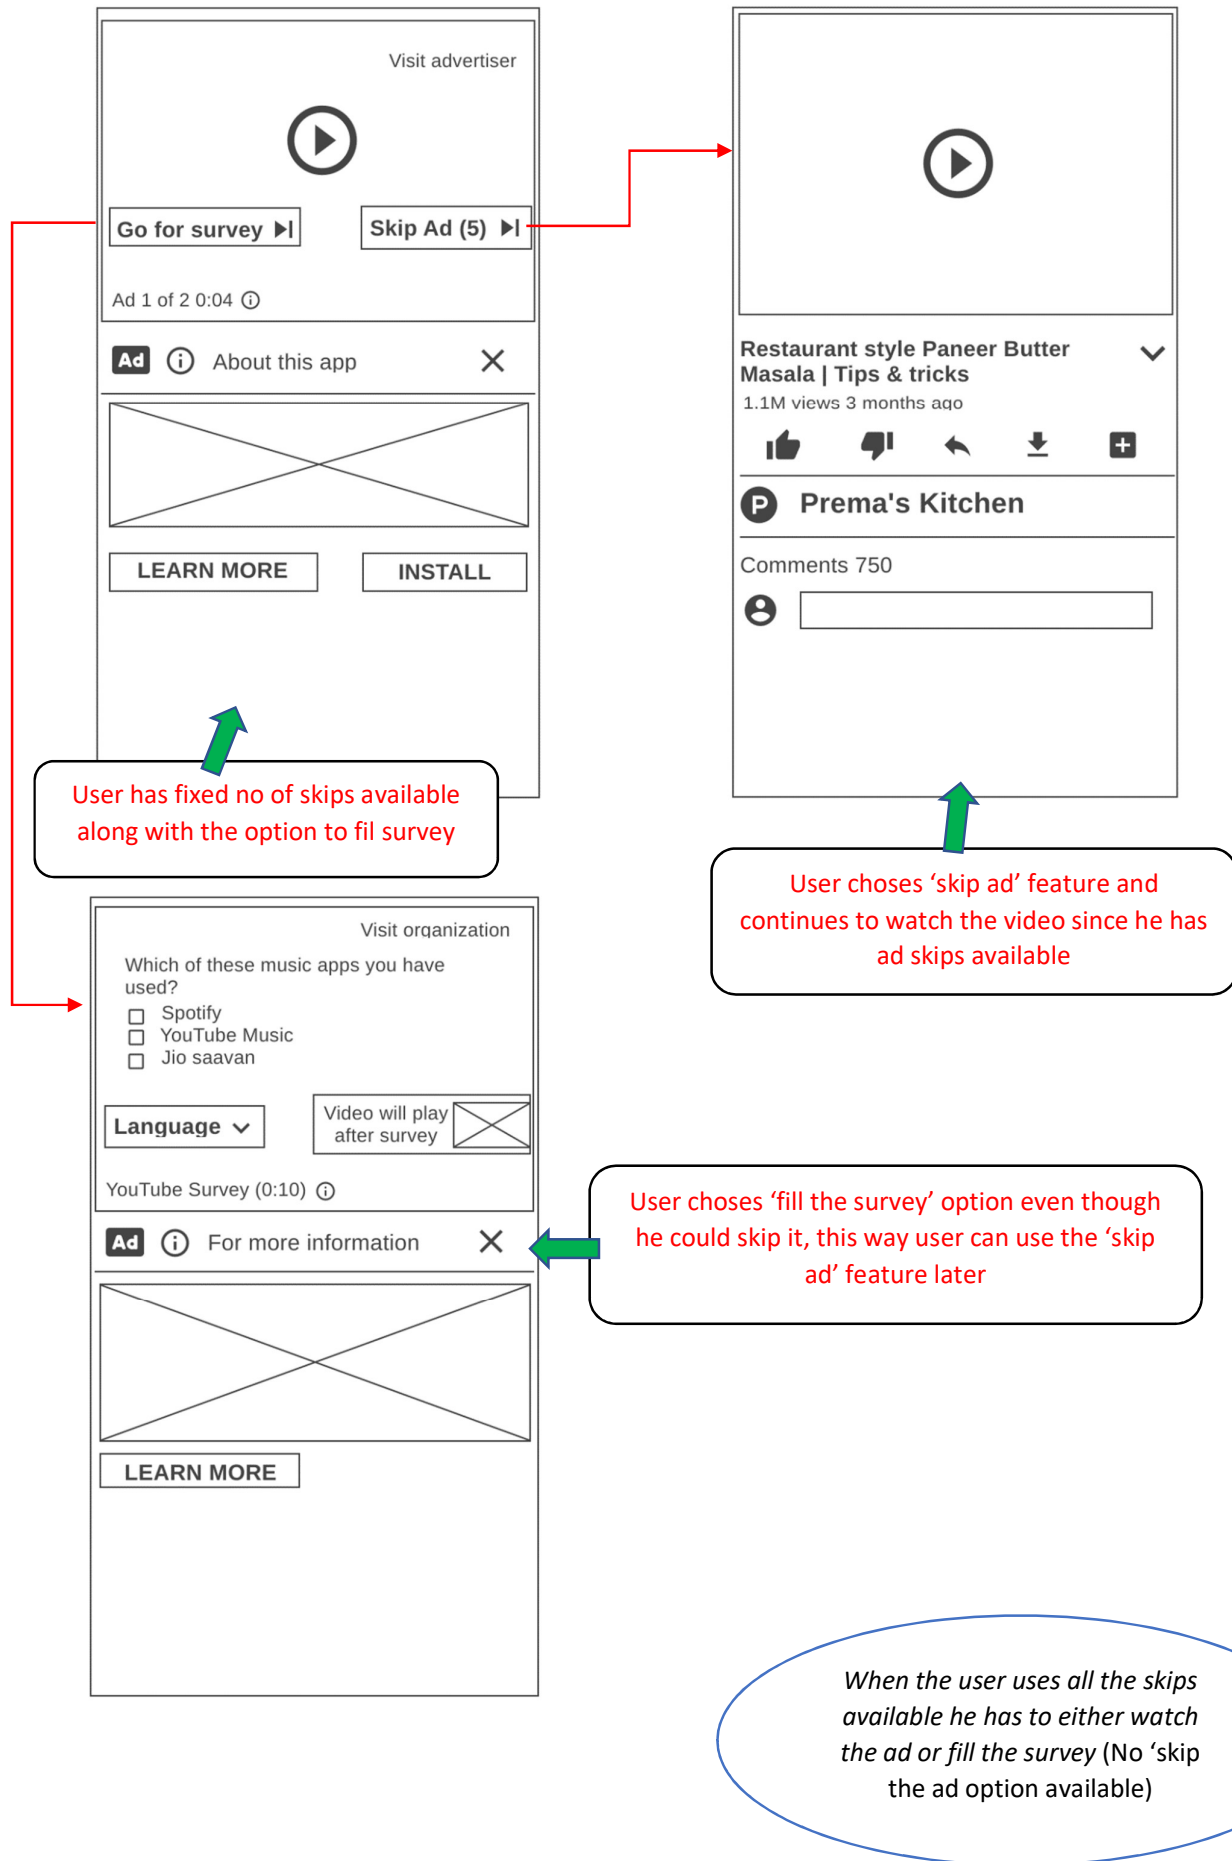 Visit advertiser
Go for survey
Skip Ad (5)
Ad 1 of 2 0:04
Ad About this app
LEARN MORE
INSTALL
User has fixed no of skips available
along with the option to fil survey
Restaurant style Paneer Butter
Masala | Tips & tricks
1.1M views 3 months ago
P Prema's Kitchen
Comments 750
User choses ‘skip ad’ feature and
continues to watch the video since he has
ad skips available
Visit organization
Which of these music apps you have
used?
Spotify
YouTube Music
Jio saavan
Language
Video will play
after survey
YouTube Survey (0:10)
Ad For more information
LEARN MORE
User choses ‘fill the survey’ option even though
he could skip it, this way user can use the ‘skip
ad’ feature later
When the user uses all the skips
available he has to either watch
the ad or fill the survey (No ‘skip
the ad option available)